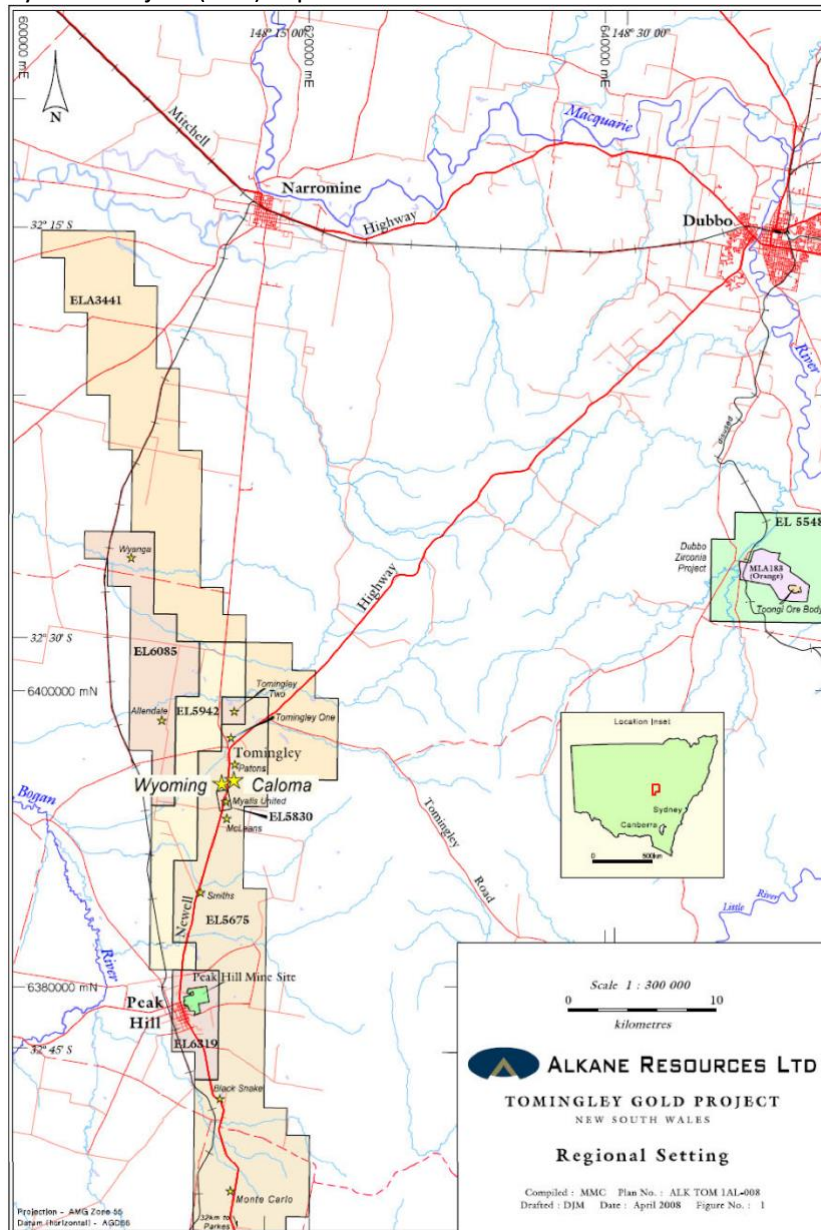 600000 mE
148° 15' 00"
620000 mE
640000 mE
148° 30' 00"
N
Mitchell
Macquarie
Narromine
Highway
Dubbo
32° 15' S
ELA3441
River
disused
EL 5548
Wyanga
Dubbo
Zirconia
Project
MLA183
(Orange)
Toongi Ore Body
Highway
32° 30' S
EL6085
6400000 mN
Tomingley
Two
Allendale
EL5942
Tomingley One
Location Inset
Tomingley
Patons
Wyoming
Caloma
Sydney
Canberra
0 500km
Bogan
Myalls United
EL5830
McLeans
Tomingley
Road
Smiths
Newell
EL5675
Little
River
River
Peak Hill Mine Site
6380000 mN
Peak
Hill
Scale 1 : 300 000
0 10
kilometres
EL6319
32° 45' S
ALKANE RESOURCES LTD
Black Snake
TOMINGLEY GOLD PROJECT
NEW SOUTH WALES
Regional Setting
Monte Carlo
Compiled : MMC Plan No. : ALK TOM 1AL-008
Drafted : DJM Date : April 2008 Figure No. : 1
Projection - AMG Zone 55
Datum (horizontal) - AGD66
32km to
Parkes